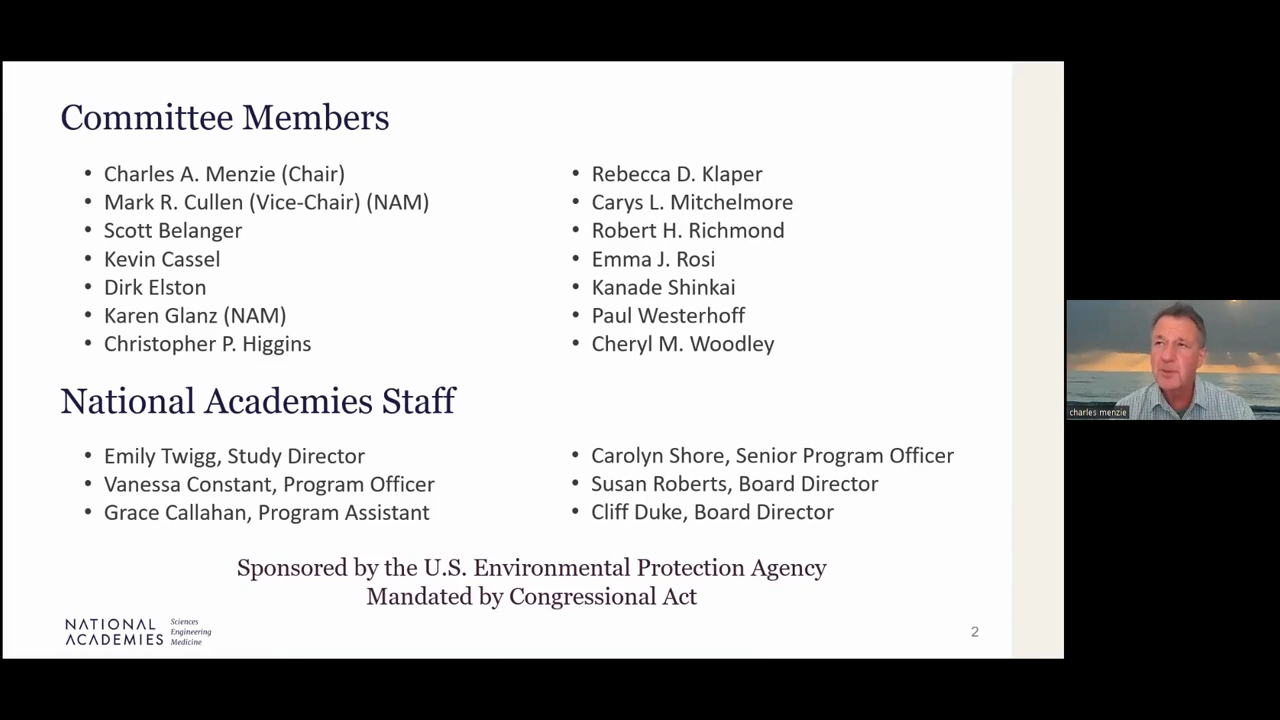 Committee Members
• Charles A. Menzie (Chair)
• Mark R. Cullen (Vice-Chair) (NAM)
• Scott Belanger
• Kevin Cassel
• Dirk Elston
• Karen Glanz (NAM)
• Christopher P. Higgins
• Rebecca D. Klaper
• Carys L. Mitchelmore
• Robert H. Richmond
• Emma J. Rosi
• Kanade Shinkai
• Paul Westerhoff
• Cheryl M. Woodley
National Academies Staff
• Emily Twigg, Study Director
• Vanessa Constant, Program Officer
• Grace Callahan, Program Assistant
• Carolyn Shore, Senior Program Officer
• Susan Roberts, Board Director
• Cliff Duke, Board Director
Sponsored by the U.S. Environmental Protection Agency
Mandated by Congressional Act
NATIONAL
ACADEMIES
Sciences
Engineering
Medicine
2
charles menzie